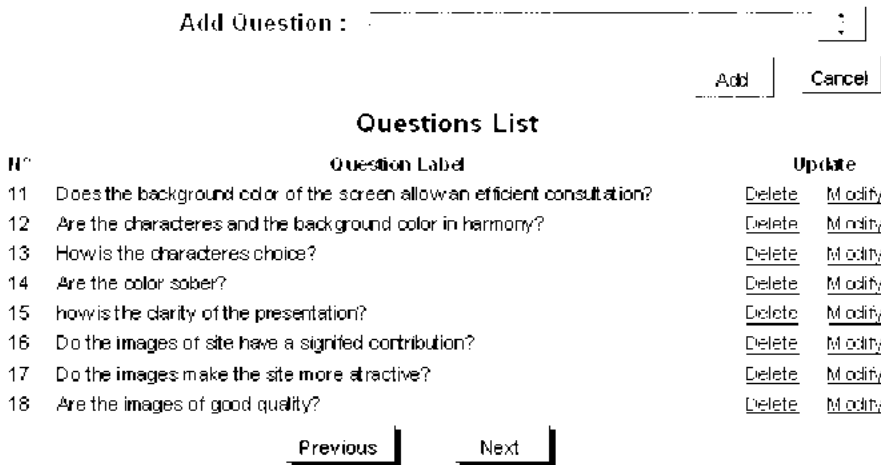 Add Question :
Add Cancel
Questions List
N° Question Label Update
11 Does the background color of the screen allow an efficient consultation? Delete Modify
12 Are the characteres and the background color in harmony? Delete Modify
13 How is the characteres choice? Delete Modify
14 Are the color sober? Delete Modify
15 how is the clarity of the presentation? Delete Modify
16 Do the images of site have a signifed contribution? Delete Modify
17 Do the images make the site more atractive? Delete Modify
18 Are the images of good quality? Delete Modify
Previous Next